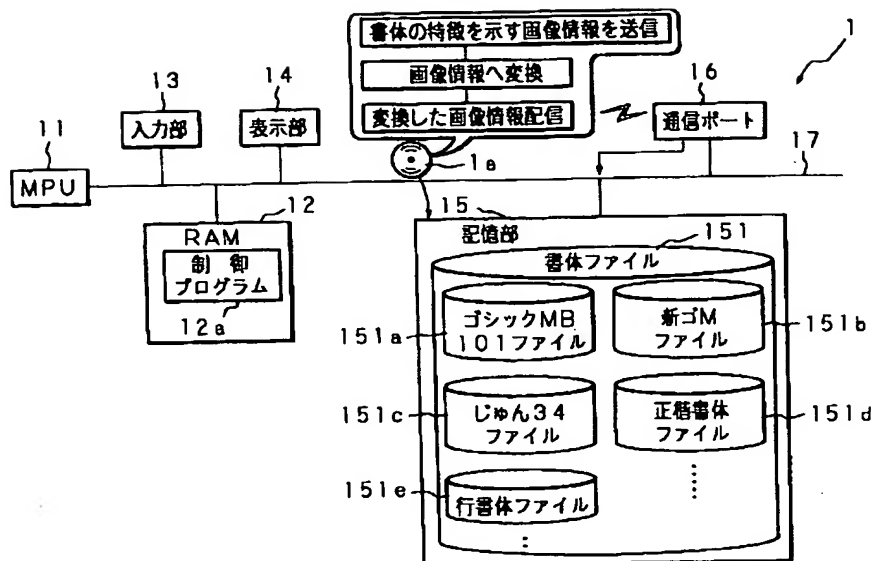 書体の特徴を示す画像情報を送信
画像情報へ変換
変換した画像情報配信
1
13
入力部
14
表示部
16
通信ポート
11
MPU
1a
17
12
RAM
制御
プログラム
12a
15
記憶部
151
書体ファイル
151a
ゴシックMB
101ファイル
新ゴM
ファイル
151b
151c
じゅん34
ファイル
正楷書体
ファイル
151d
151e
行書体ファイル